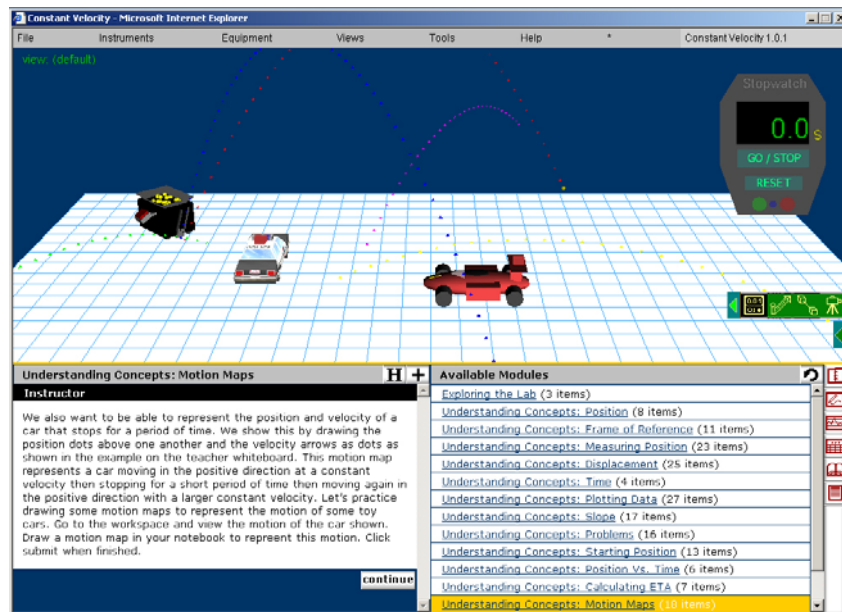 Constant Velocity - Microsoft Internet Explorer
File Instruments Equipment Views Tools Help * Constant Velocity 1.0.1
view: (default)
Stopwatch
0.0 s
GO / STOP
RESET
Understanding Concepts: Motion Maps H +
Instructor
We also want to be able to represent the position and velocity of a
car that stops for a period of time. We show this by drawing the
position dots above one another and the velocity arrows as dots as
shown in the example on the teacher whiteboard. This motion map
represents a car moving in the positive direction at a constant
velocity then stopping for a short period of time then moving again in
the positive direction with a larger constant velocity. Let's practice
drawing some motion maps to represent the motion of some toy
cars. Go to the workspace and view the motion of the car shown.
Draw a motion map in your notebook to repreent this motion. Click
submit when finished.
continue
Available Modules
Exploring the Lab (3 items)
Understanding Concepts: Position (8 items)
Understanding Concepts: Frame of Reference (11 items)
Understanding Concepts: Measuring Position (23 items)
Understanding Concepts: Displacement (25 items)
Understanding Concepts: Time (4 items)
Understanding Concepts: Plotting Data (27 items)
Understanding Concepts: Slope (17 items)
Understanding Concepts: Problems (16 items)
Understanding Concepts: Starting Position (13 items)
Understanding Concepts: Position Vs. Time (6 items)
Understanding Concepts: Calculating ETA (7 items)
Understanding Concepts: Motion Maps (18 items)